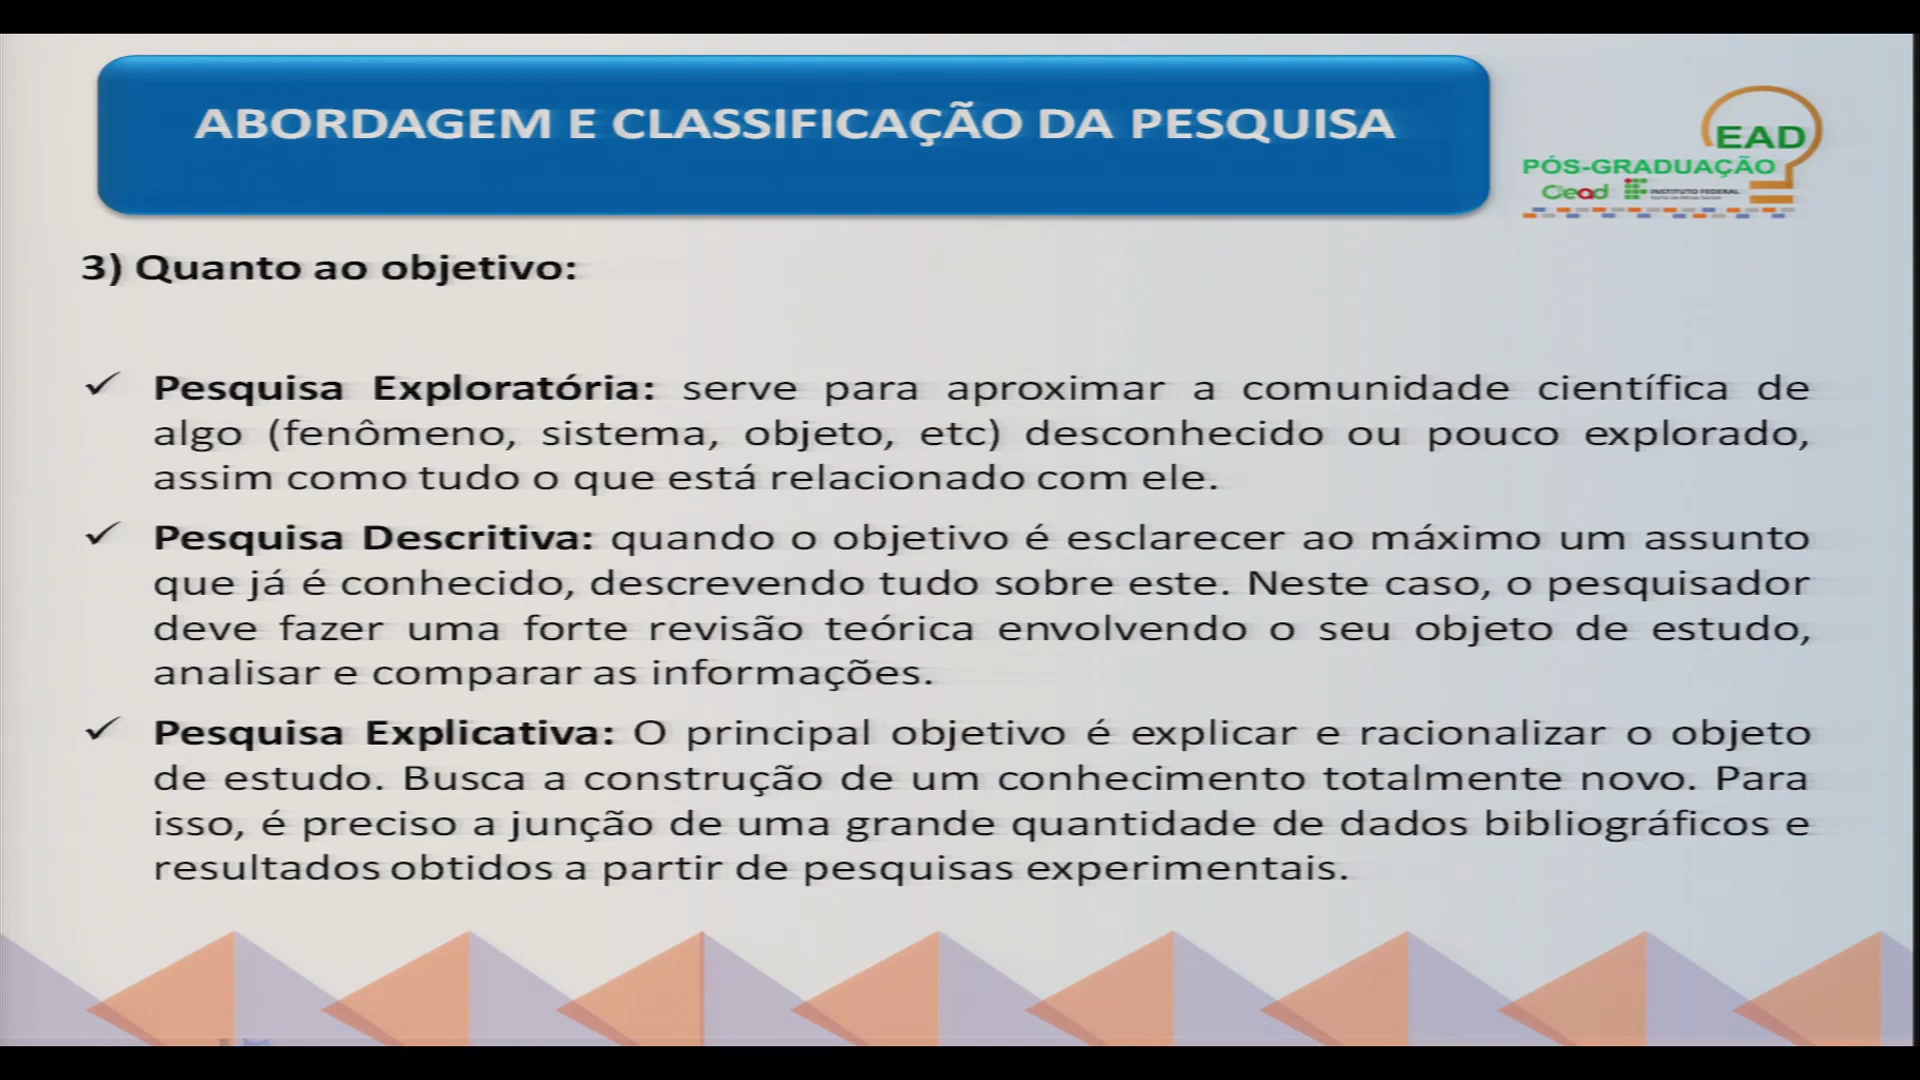 ABORDAGEM E CLASSIFICAÇÃO DA PESQUISA
EAD
PÓS-GRADUAÇÃO
Cead
INSTITUTO FEDERAL
3) Quanto ao objetivo:
✓ Pesquisa Exploratória: serve para aproximar a comunidade científica de
algo (fenômeno, sistema, objeto, etc) desconhecido ou pouco explorado,
assim como tudo o que está relacionado com ele.
✓ Pesquisa Descritiva: quando o objetivo é esclarecer ao máximo um assunto
que já é conhecido, descrevendo tudo sobre este. Neste caso, o pesquisador
deve fazer uma forte revisão teórica envolvendo o seu objeto de estudo,
analisar e comparar as informações.
✓ Pesquisa Explicativa: O principal objetivo é explicar e racionalizar o objeto
de estudo. Busca a construção de um conhecimento totalmente novo. Para
isso, é preciso a junção de uma grande quantidade de dados bibliográficos e
resultados obtidos a partir de pesquisas experimentais.